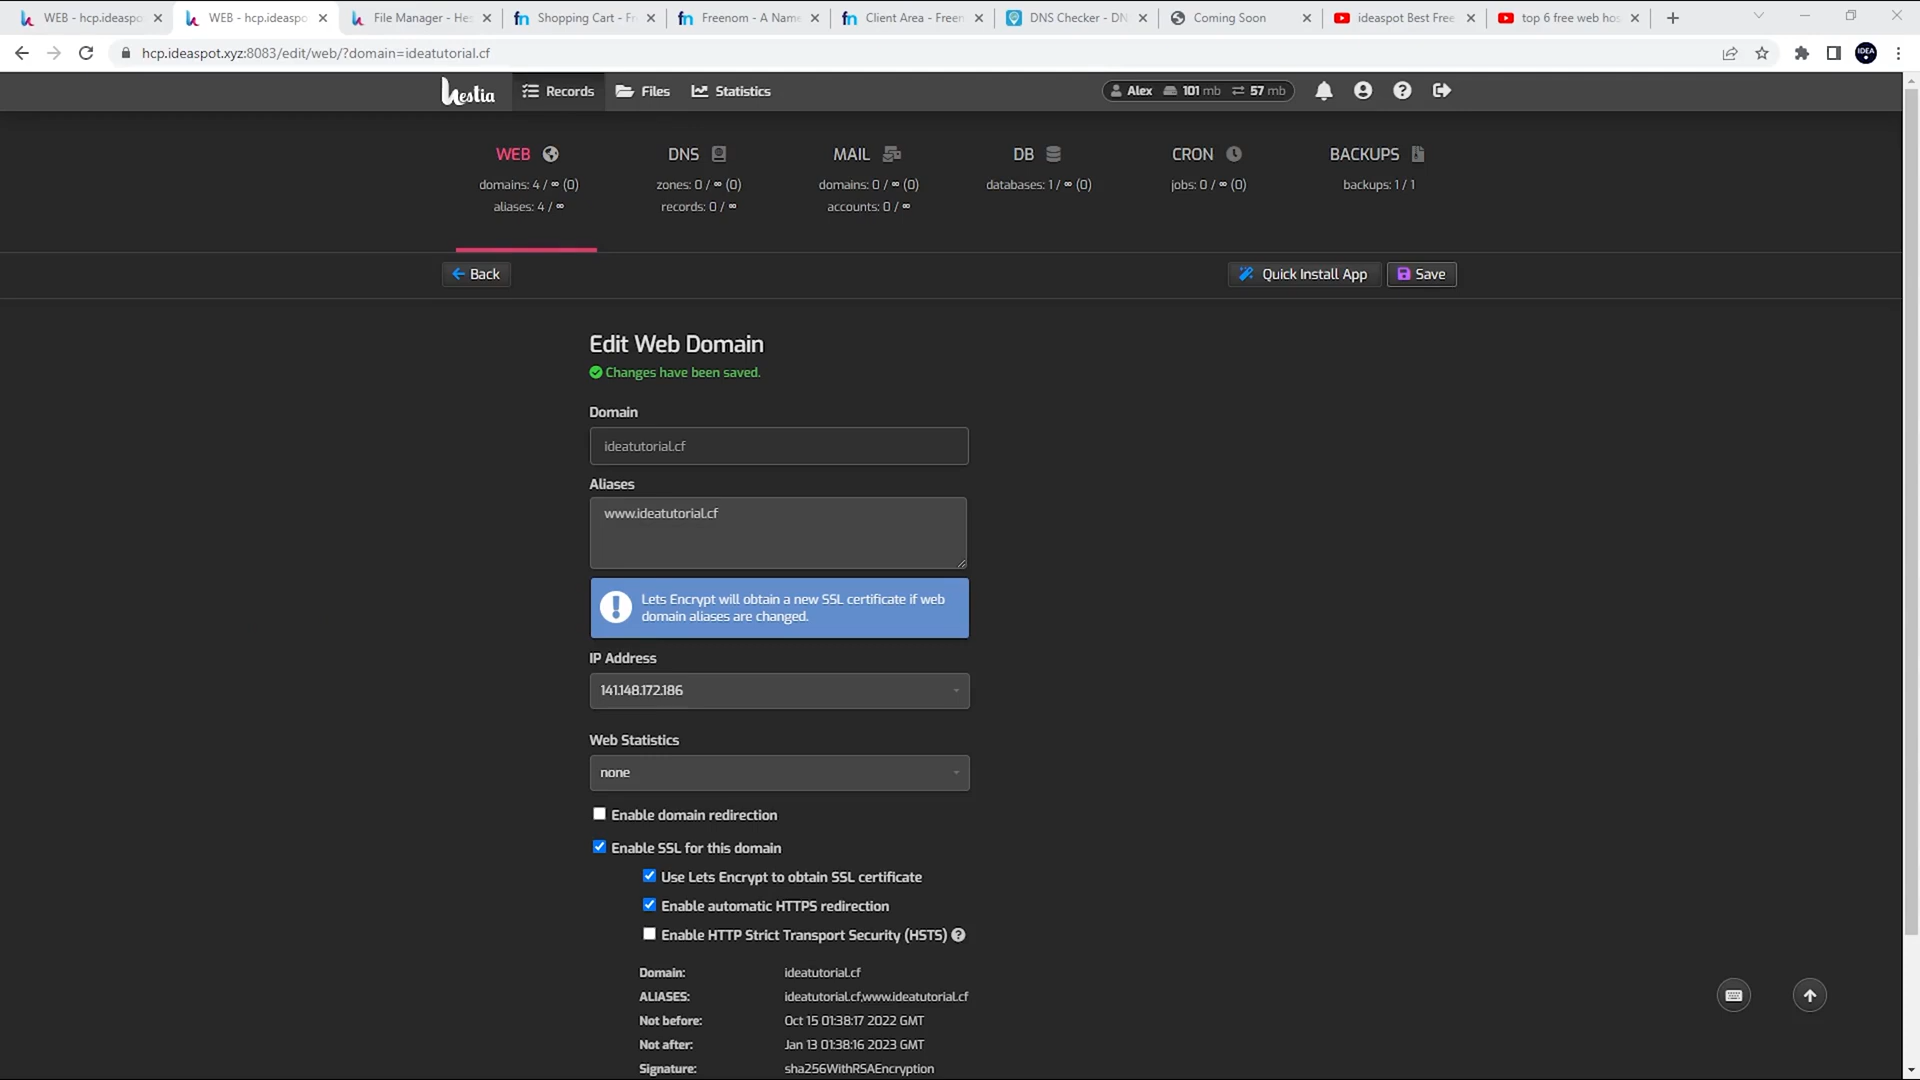 WEB - hcp.ideaspo
WEB - hcp.ideaspo
File Manager - Hes
Shopping Cart - Fr
Freenom - A Name
Client Area - Freen
DNS Checker - DN
Coming Soon
ideaspot Best Free
top 6 free web hos
hcp.ideaspot.xyz:8083/edit/web/?domain=ideatutorial.cf
IDEA
hestia
Records
Files
Statistics
Alex 101 mb 57 mb
WEB
domains: 4 / ∞ (0)
aliases: 4 / ∞
DNS
zones: 0 / ∞ (0)
records: 0 / ∞
MAIL
domains: 0 / ∞ (0)
accounts: 0 / ∞
DB
databases: 1 / ∞ (0)
CRON
jobs: 0 / ∞ (0)
BACKUPS
backups: 1 / 1
Back
Quick Install App
Save
Edit Web Domain
Changes have been saved.
Domain
ideatutorial.cf
Aliases
www.ideatutorial.cf
Lets Encrypt will obtain a new SSL certificate if web
domain aliases are changed.
IP Address
141.148.172.186
Web Statistics
none
Enable domain redirection
Enable SSL for this domain
Use Lets Encrypt to obtain SSL certificate
Enable automatic HTTPS redirection
Enable HTTP Strict Transport Security (HSTS)
Domain: ideatutorial.cf
ALIASES: ideatutorial.cf,www.ideatutorial.cf
Not before: Oct 15 01:38:17 2022 GMT
Not after: Jan 13 01:38:16 2023 GMT
Signature: sha256WithRSAEncryption